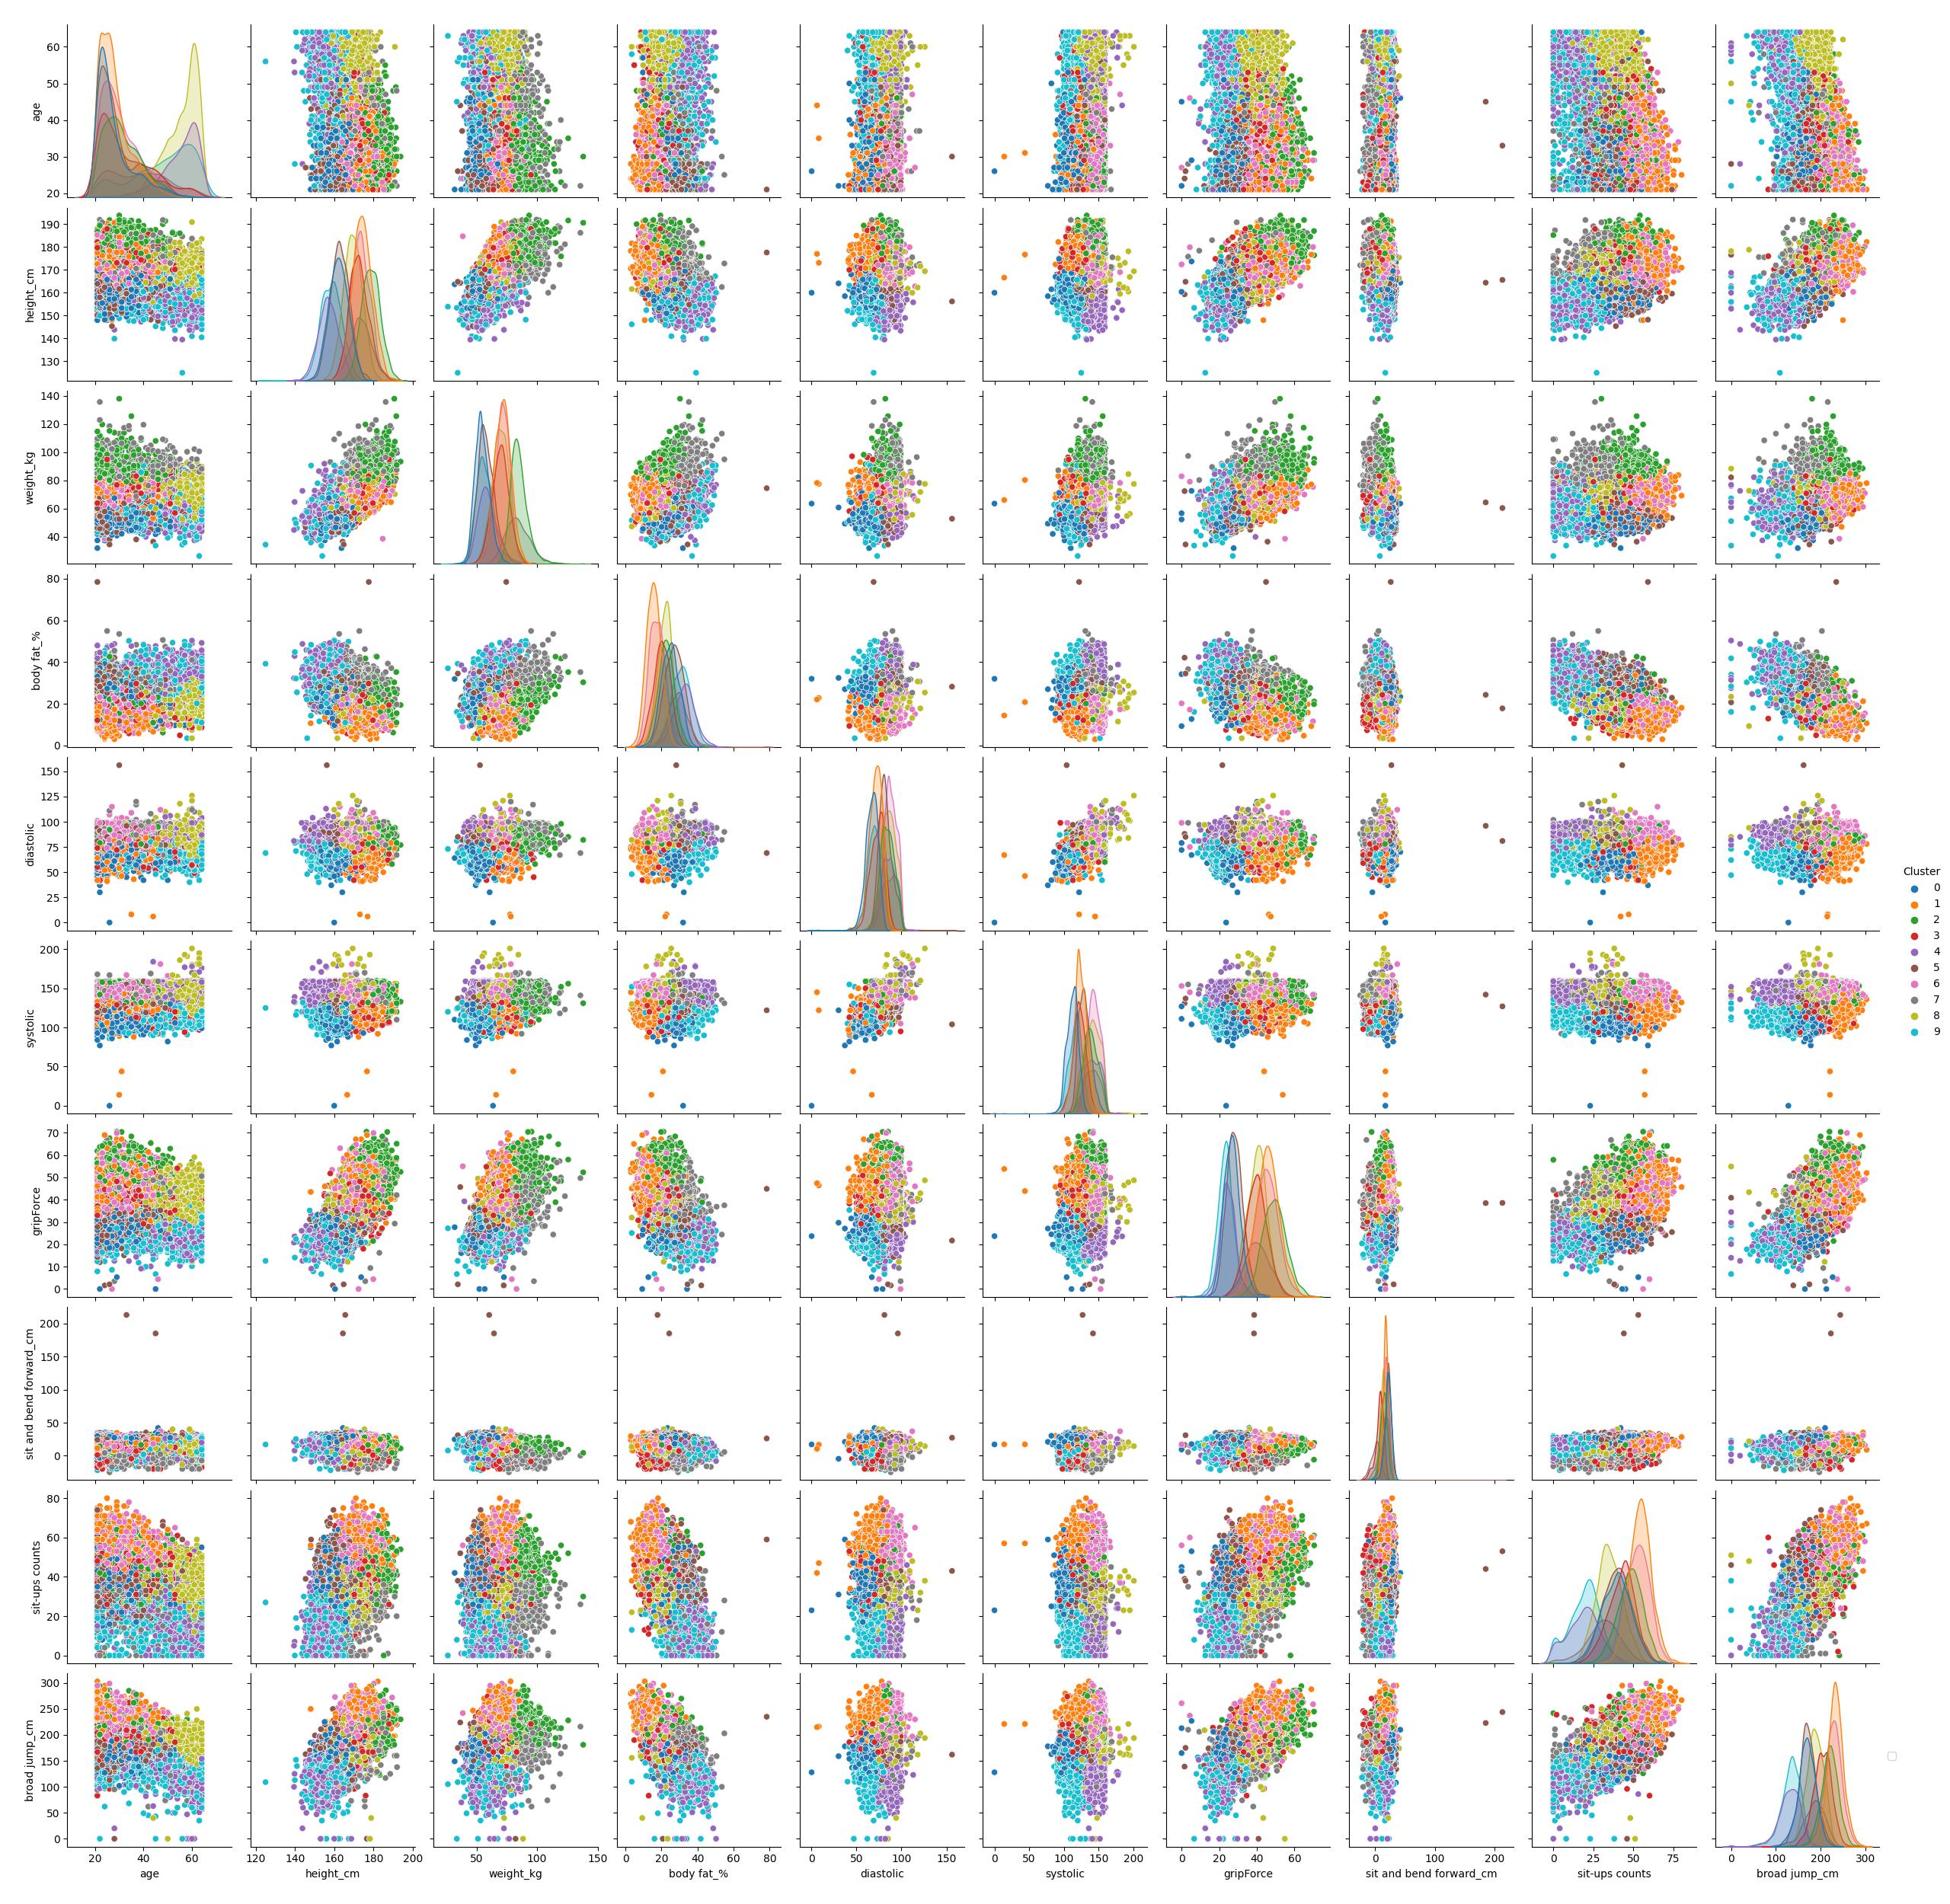 60
50
40
30
20
age
190
180
170
160
150
140
130
height_cm
140
120
100
80
60
40
weight_kg
80
60
40
20
0
body fat_%
150
125
100
75
50
25
0
diastolic
Cluster
0
1
2
3
4
5
6
7
8
9
200
150
100
50
0
systolic
70
60
50
40
30
20
10
0
gripForce
200
150
100
50
0
sit and bend forward_cm
80
60
40
20
0
sit-ups counts
300
250
200
150
100
50
0
broad jump_cm
20 40 60
age
120 140 160 180 200
height_cm
50 100 150
weight_kg
0 20 40 60 80
body fat_%
0 50 100 150
diastolic
0 50 100 150 200
systolic
0 20 40 60
gripForce
0 100 200
sit and bend forward_cm
0 25 50 75
sit-ups counts
0 100 200 300
broad jump_cm